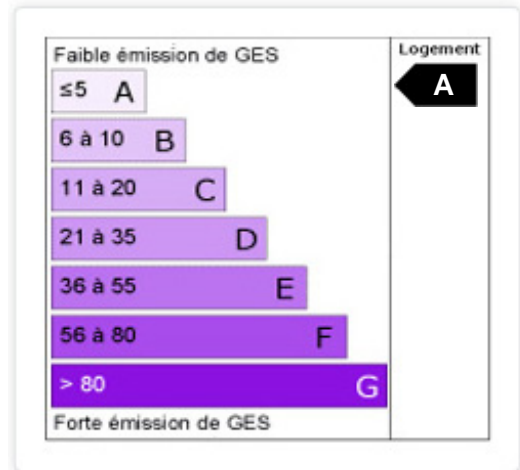 Faible émission de GES
Logement
≤5 A
A
6 à 10 B
11 à 20 C
21 à 35 D
36 à 55 E
56 à 80 F
> 80 G
Forte émission de GES